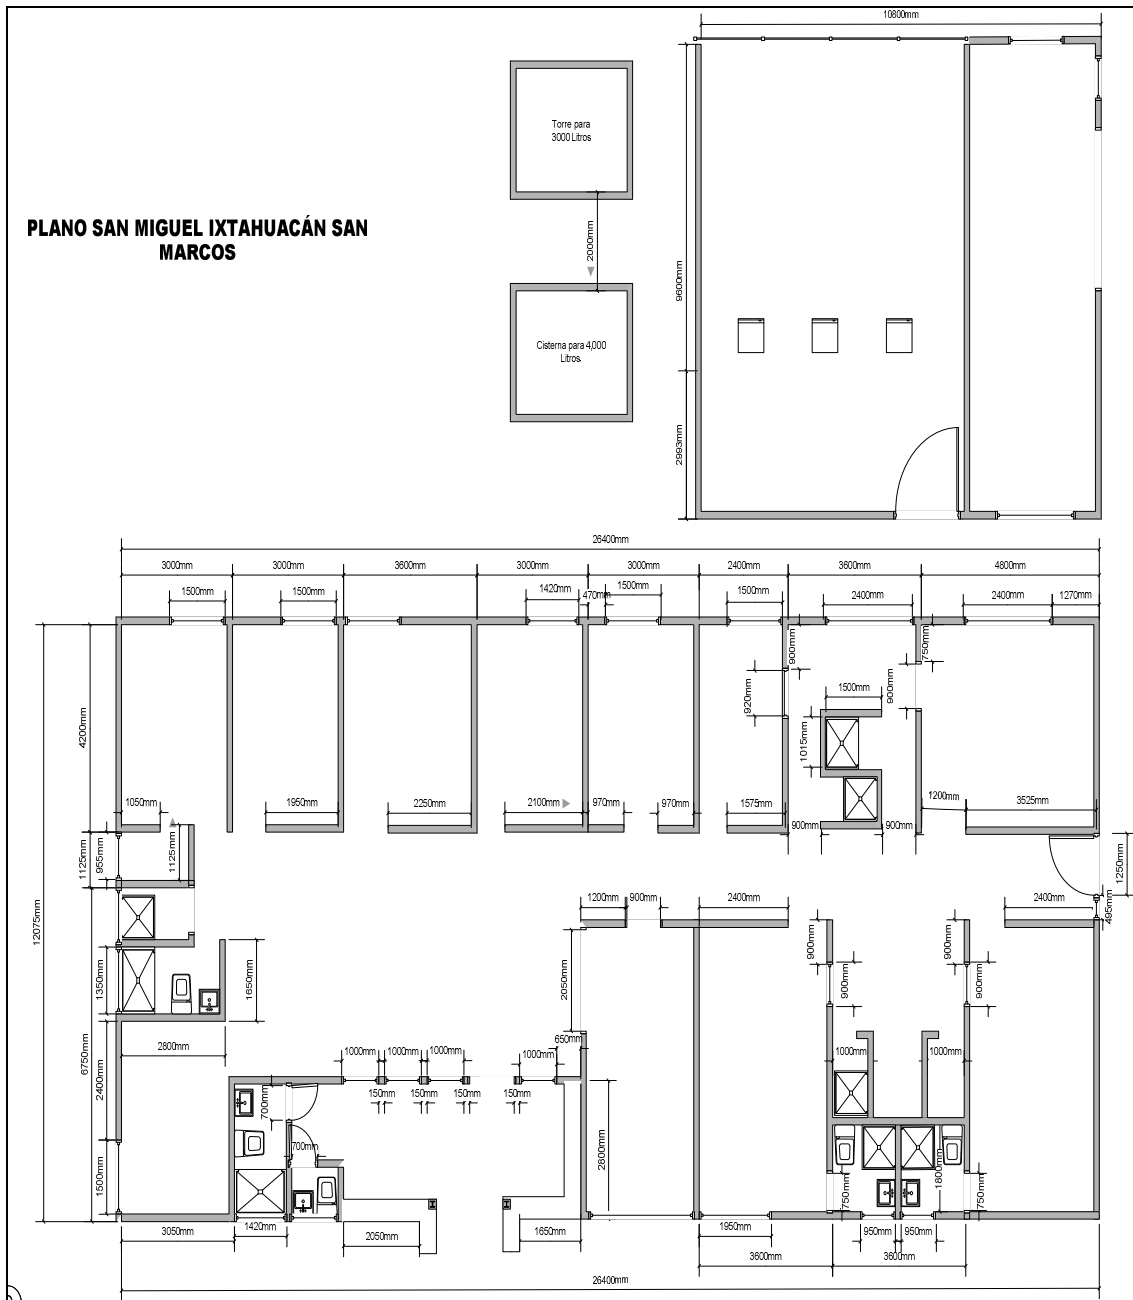 10800mm
Torre para
3000 Litros
PLANO SAN MIGUEL IXTAHUACÁN SAN
MARCOS
2000mm
9600mm
Cisterna para 4,000
Litros.
2993mm
26400mm
3000mm
3000mm
3600mm
3000mm
3000mm
2400mm
3600mm
4800mm
1500mm
1500mm
1420mm
470mm
1500mm
1500mm
2400mm
2400mm
1270mm
900mm
750mm
920mm
1500mm
900mm
4200mm
1015mm
1050mm
1950mm
2250mm
2100mm
970mm
970mm
1575mm
1200mm
3525mm
900mm
900mm
1125mm
955mm
1125mm
1250mm
12075mm
1200mm
900mm
2400mm
2400mm
495mm
900mm
900mm
1350mm
1650mm
2050mm
900mm
900mm
6750mm
2800mm
650mm
1000mm
1000mm
1000mm
1000mm
1000mm
1000mm
2400mm
700mm
150mm
150mm
150mm
150mm
700mm
2800mm
1500mm
1800mm
750mm
750mm
3050mm
1420mm
2050mm
1650mm
1950mm
950mm
950mm
3600mm
3600mm
26400mm